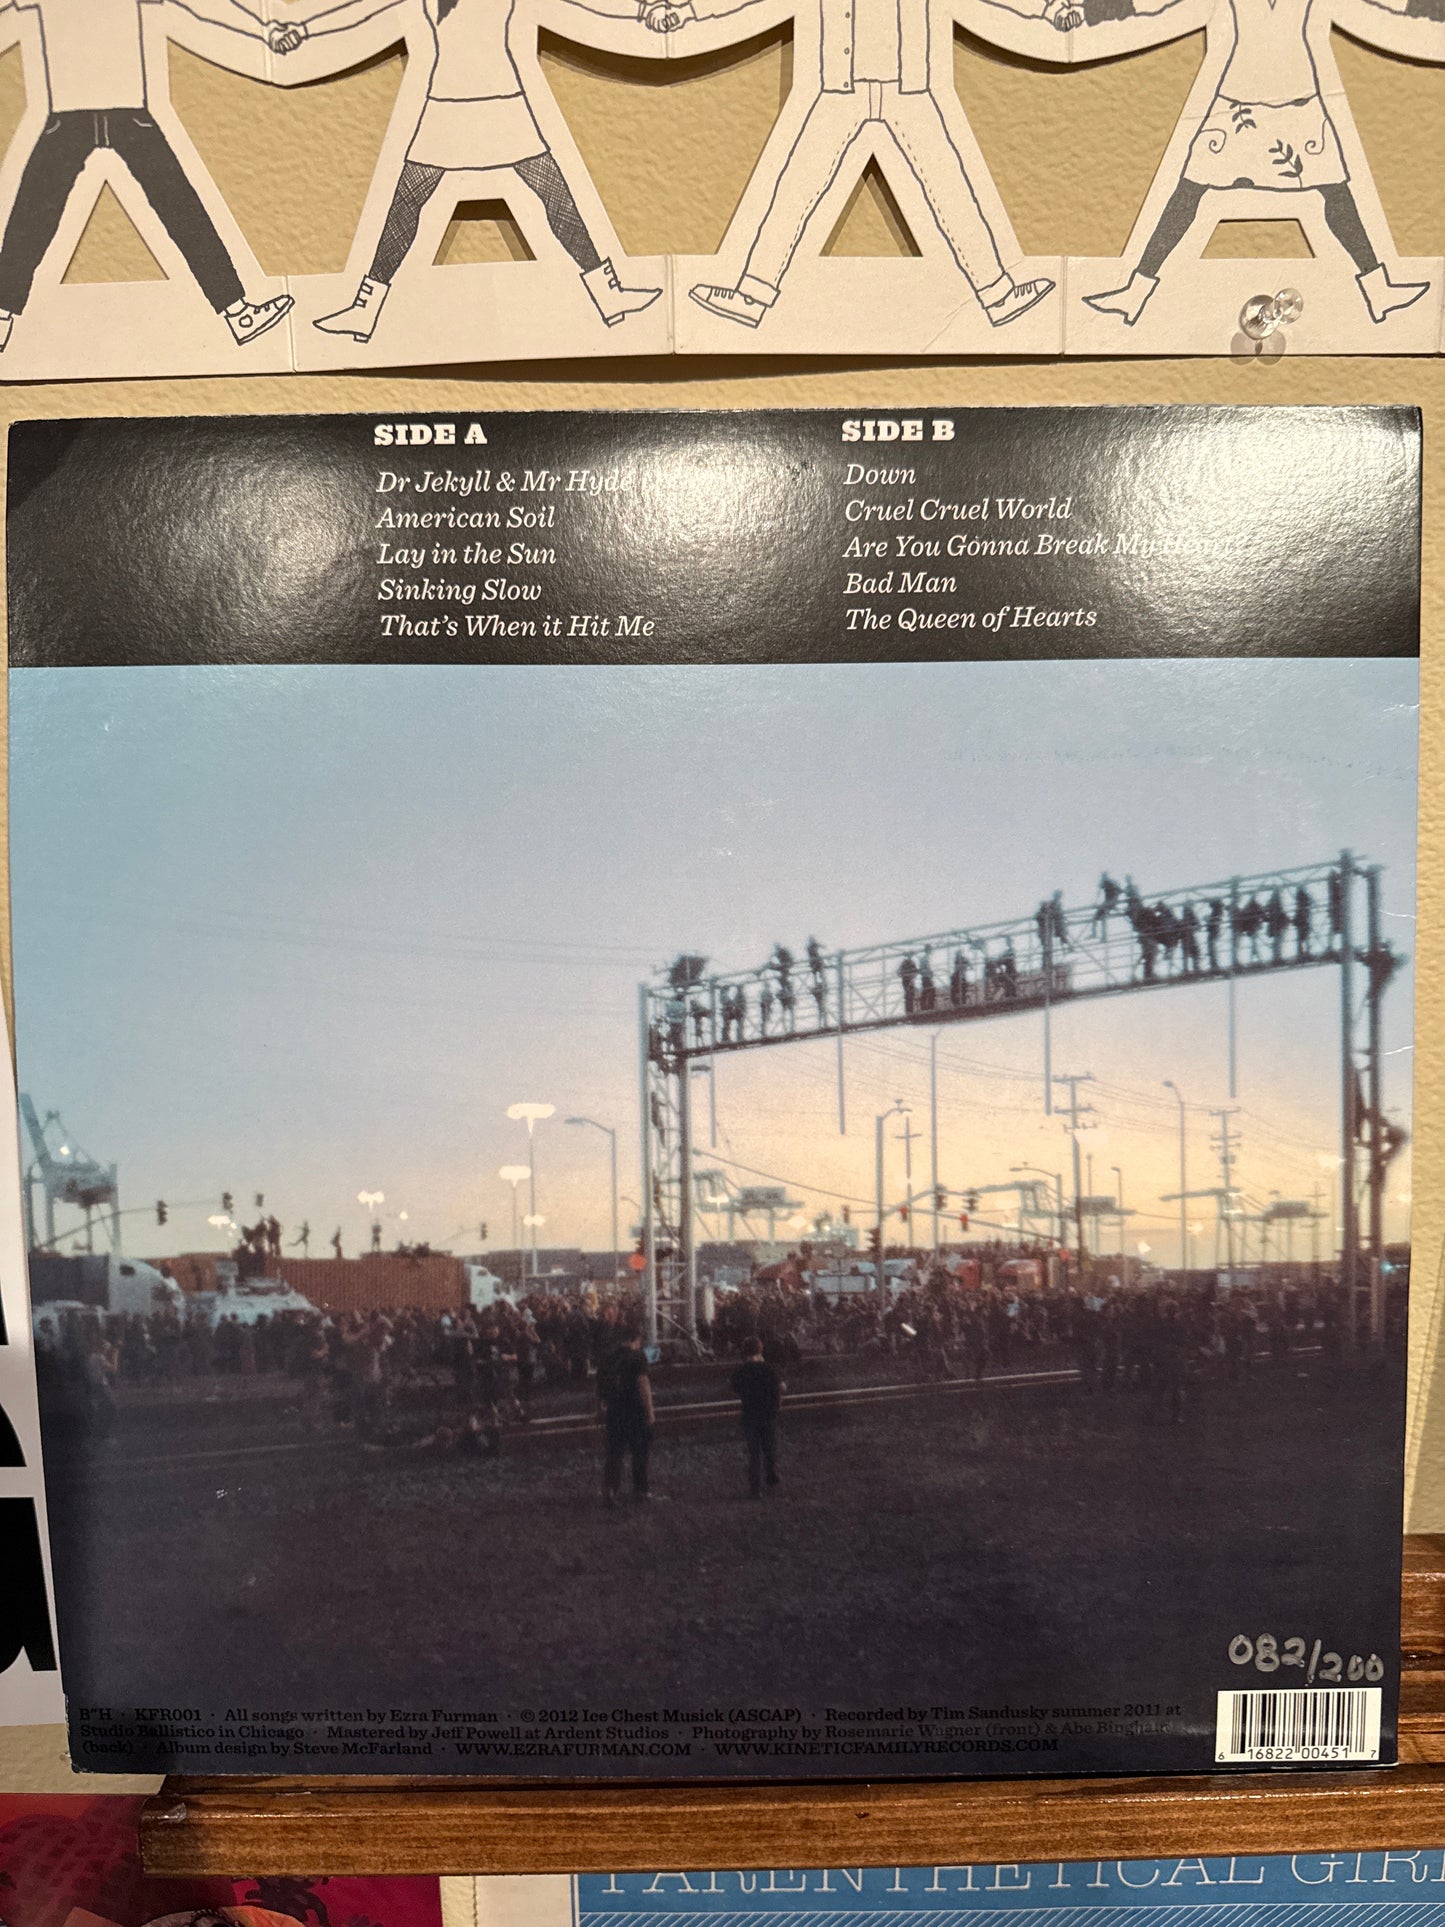 SIDE A
Dr Jekyll & Mr Hyde
American Soil
Lay in the Sun
Sinking Slow
That's When it Hit Me
SIDE B
Down
Cruel Cruel World
Are You Gonna Break My Heart?
Bad Man
The Queen of Hearts
082/200
B"H · KFR001 · All songs written by Ezra Furman · © 2012 Ice Chest Musick (ASCAP) · Recorded by Tim Sandusky summer 2011 at
Studio Ballistico in Chicago · Mastered by Jeff Powell at Ardent Studios · Photography by Rosemarie Wagner (front) & Abe Bingham
(back) · Album design by Steve McFarland · WWW.EZRAFURMAN.COM · WWW.KINETICFAMILYRECORDS.COM
6 16822 00451 7
PARENTHETICAL GIRL